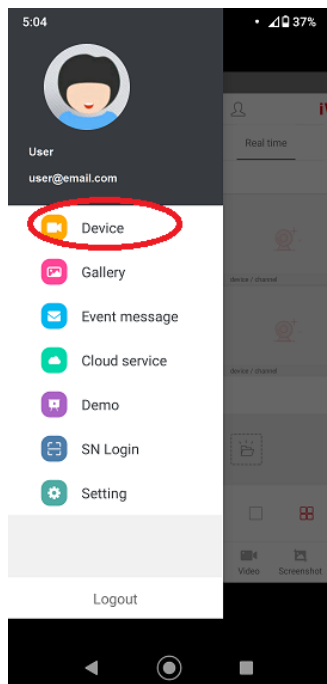 5:04
37%
User
user@email.com
Real time
Device
Gallery
device / channel
Event message
Cloud service
device / channel
Demo
SN Login
Setting
Video
Screenshot
Logout